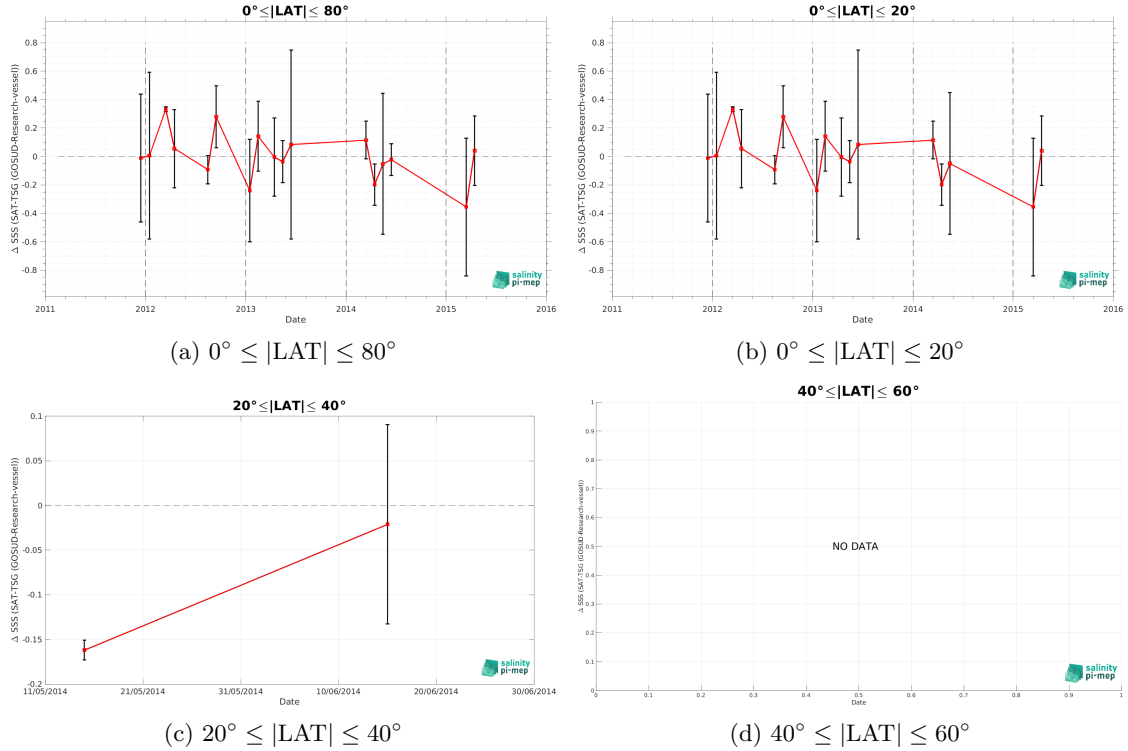 0°≤|LAT|≤ 80°
Δ SSS (SAT-TSG (GOSUD-Research-vessel))
0.8
0.6
0.4
0.2
0
-0.2
-0.4
-0.6
-0.8
2011 2012 2013 2014 2015 2016
Date
salinity
pi-mep
(a) 0° ≤ |LAT| ≤ 80°
0°≤|LAT|≤ 20°
Δ SSS (SAT-TSG (GOSUD-Research-vessel))
0.8
0.6
0.4
0.2
0
-0.2
-0.4
-0.6
-0.8
2011 2012 2013 2014 2015 2016
Date
salinity
pi-mep
(b) 0° ≤ |LAT| ≤ 20°
20°≤|LAT|≤ 40°
Δ SSS (SAT-TSG (GOSUD-Research-vessel))
0.1
0.05
0
-0.05
-0.1
-0.15
-0.2
11/05/2014 21/05/2014 31/05/2014 10/06/2014 20/06/2014 30/06/2014
Date
salinity
pi-mep
(c) 20° ≤ |LAT| ≤ 40°
40°≤|LAT|≤ 60°
Δ SSS (SAT-TSG (GOSUD-Research-vessel))
1
0.9
0.8
0.7
0.6
0.5
0.4
0.3
0.2
0.1
0
NO DATA
0 0.1 0.2 0.3 0.4 0.5 0.6 0.7 0.8 0.9 1
Date
salinity
pi-mep
(d) 40° ≤ |LAT| ≤ 60°